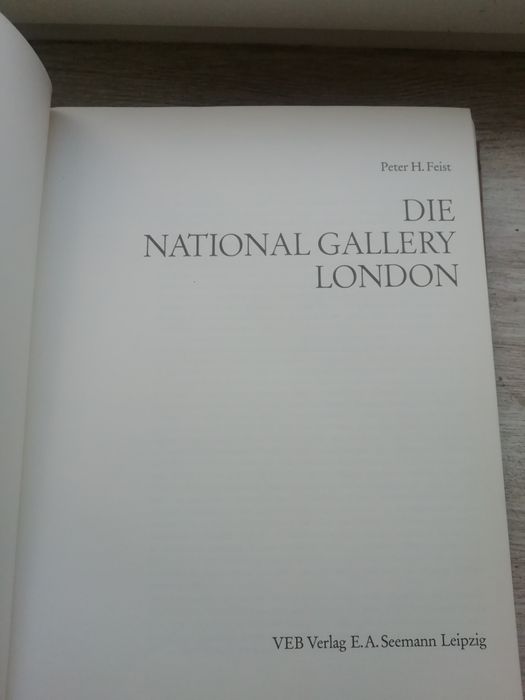 Peter H. Feist
DIE
NATIONAL GALLERY
LONDON
VEB Verlag E. A. Seemann Leipzig